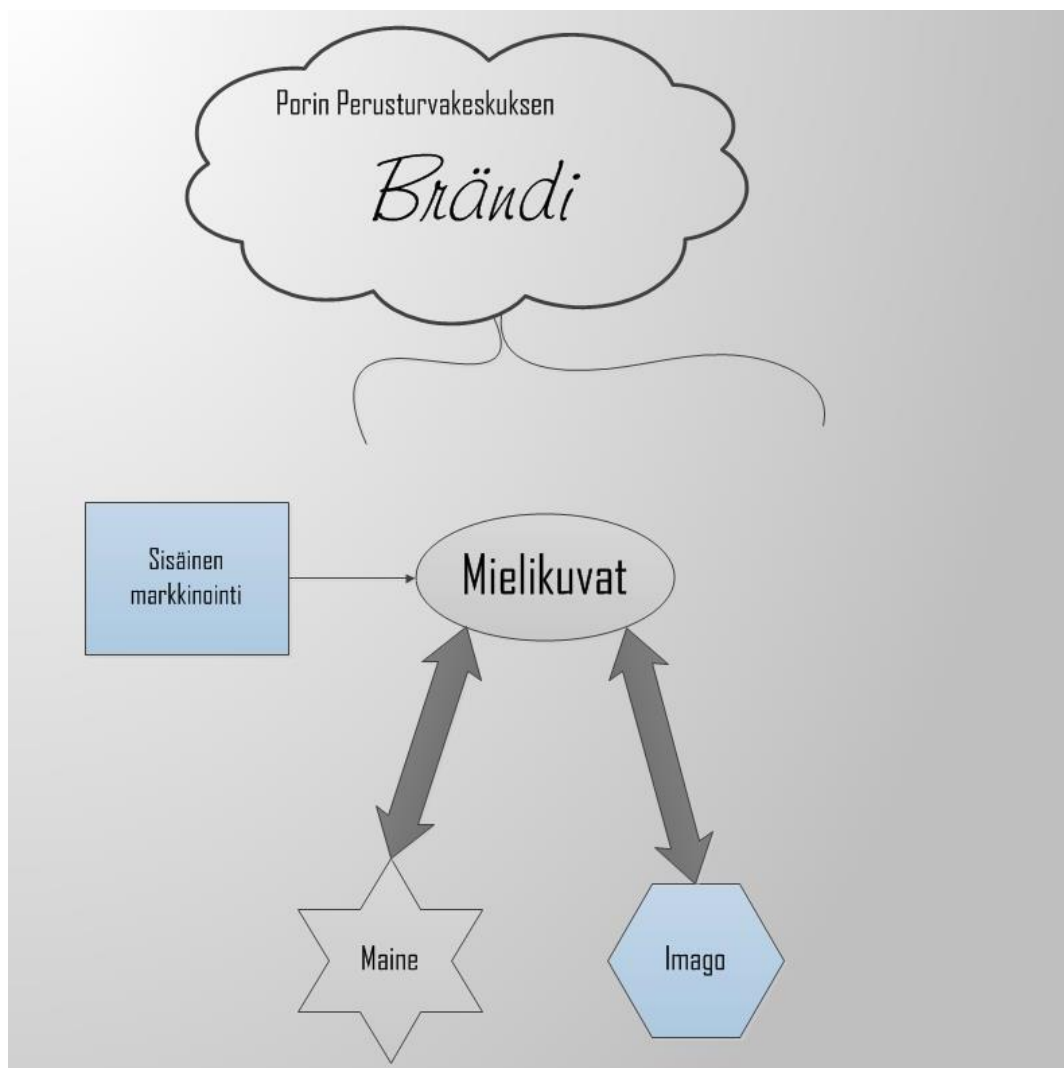 Porin Perusturvakeskuksen
Brändi
Sisäinen
markkinointi
Mielikuvat
Maine
Imago